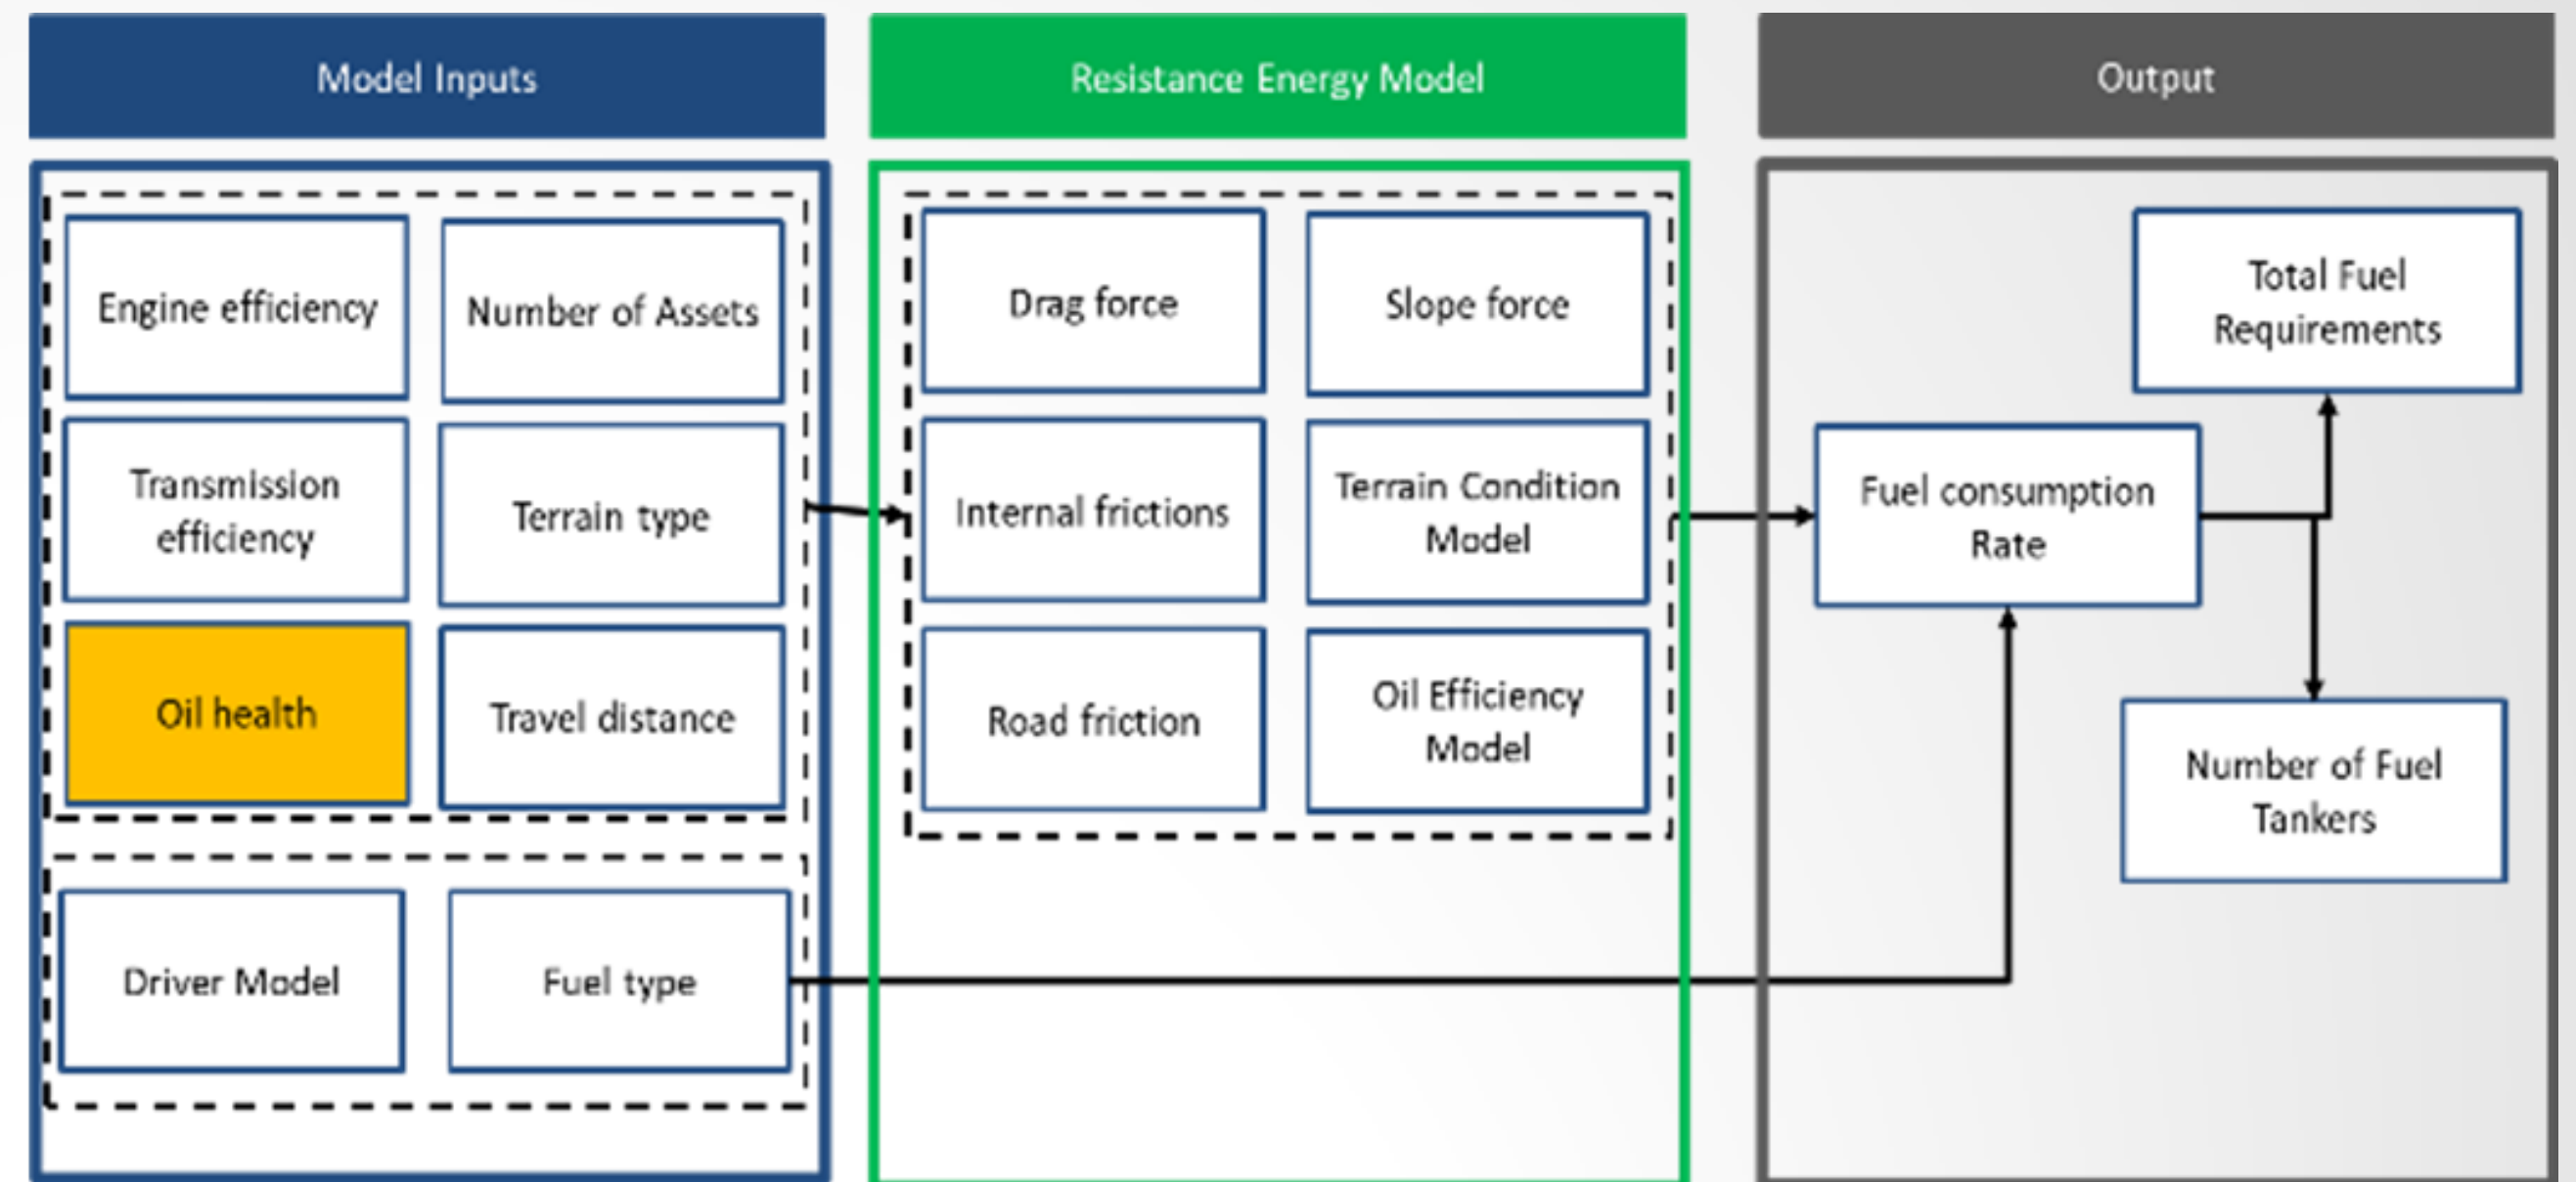 Model Inputs
Resistance Energy Model
Output
Engine efficiency
Number of Assets
Transmission
efficiency
Terrain type
Oil health
Travel distance
Driver Model
Fuel type
Drag force
Slope force
Internal frictions
Terrain Condition
Model
Road friction
Oil Efficiency
Model
Total Fuel
Requirements
Fuel consumption
Rate
Number of Fuel
Tankers